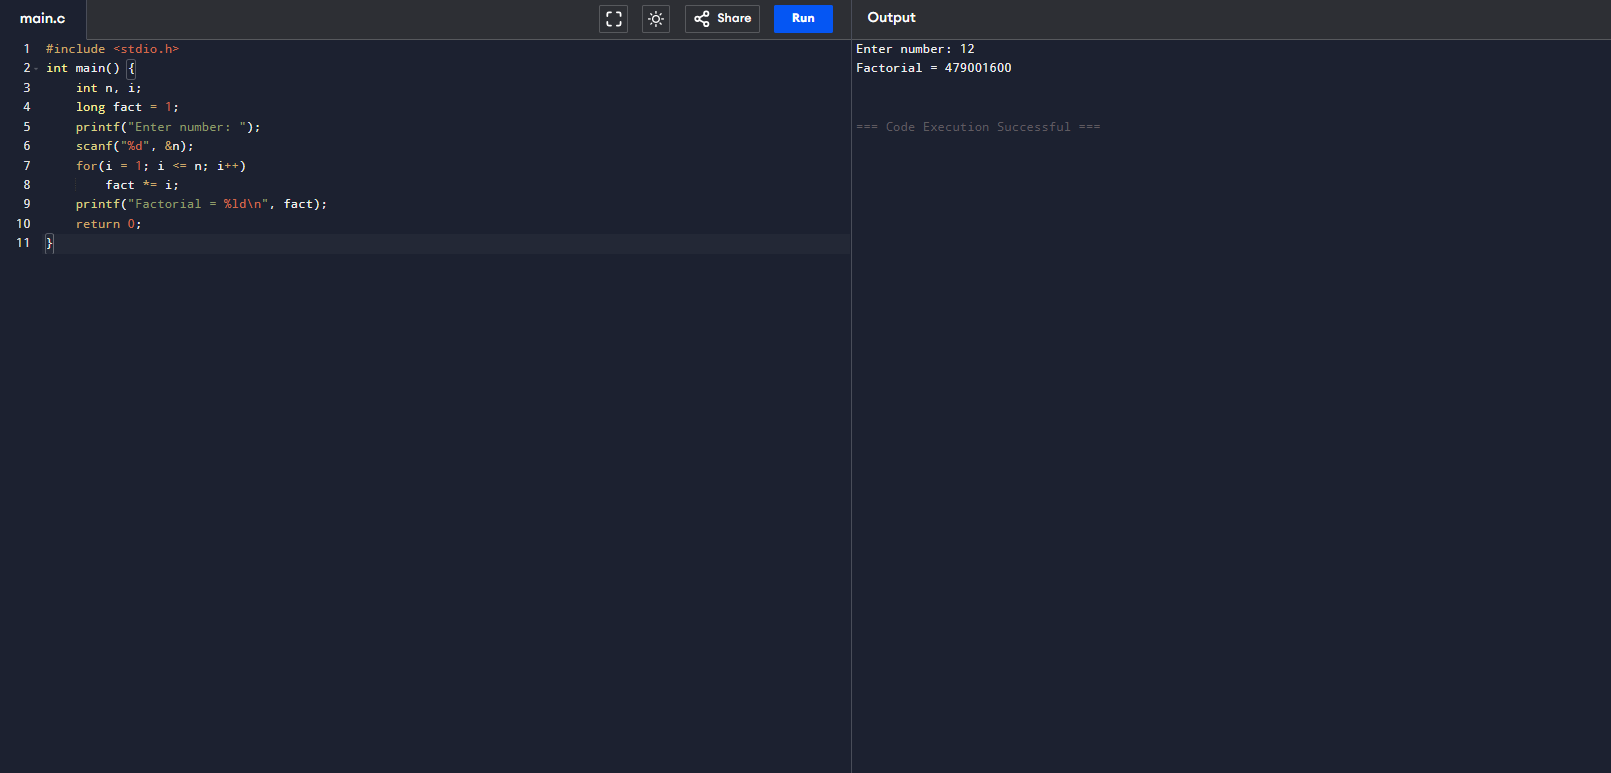 main.c
Share
Run
Output
1 #include <stdio.h>
2 int main() {
3     int n, i;
4     long fact = 1;
5     printf("Enter number: ");
6     scanf("%d", &n);
7     for(i = 1; i <= n; i++)
8         fact *= i;
9     printf("Factorial = %ld\n", fact);
10     return 0;
11 }
Enter number: 12
Factorial = 479001600
=== Code Execution Successful ===